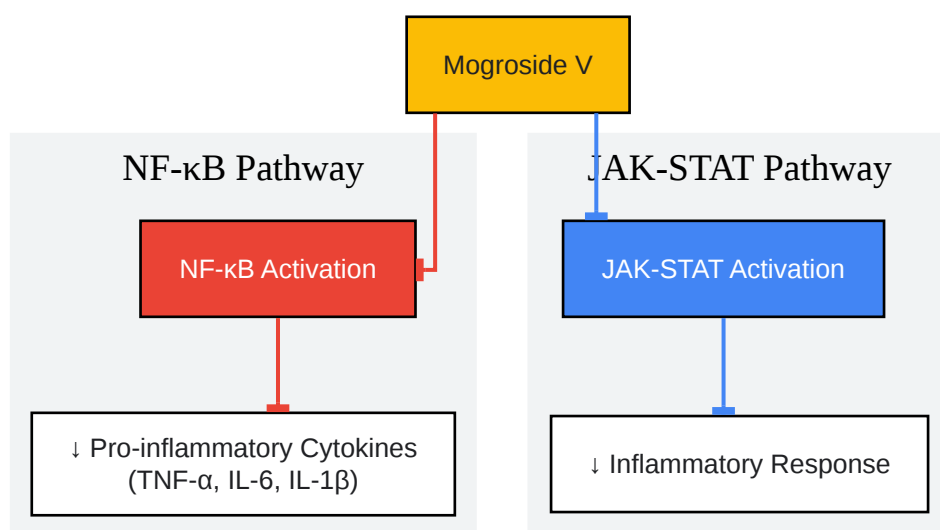 Mogroside V
NF-κB Pathway
NF-κB Activation
↓ Pro-inflammatory Cytokines
(TNF-α, IL-6, IL-1β)
JAK-STAT Pathway
JAK-STAT Activation
↓ Inflammatory Response